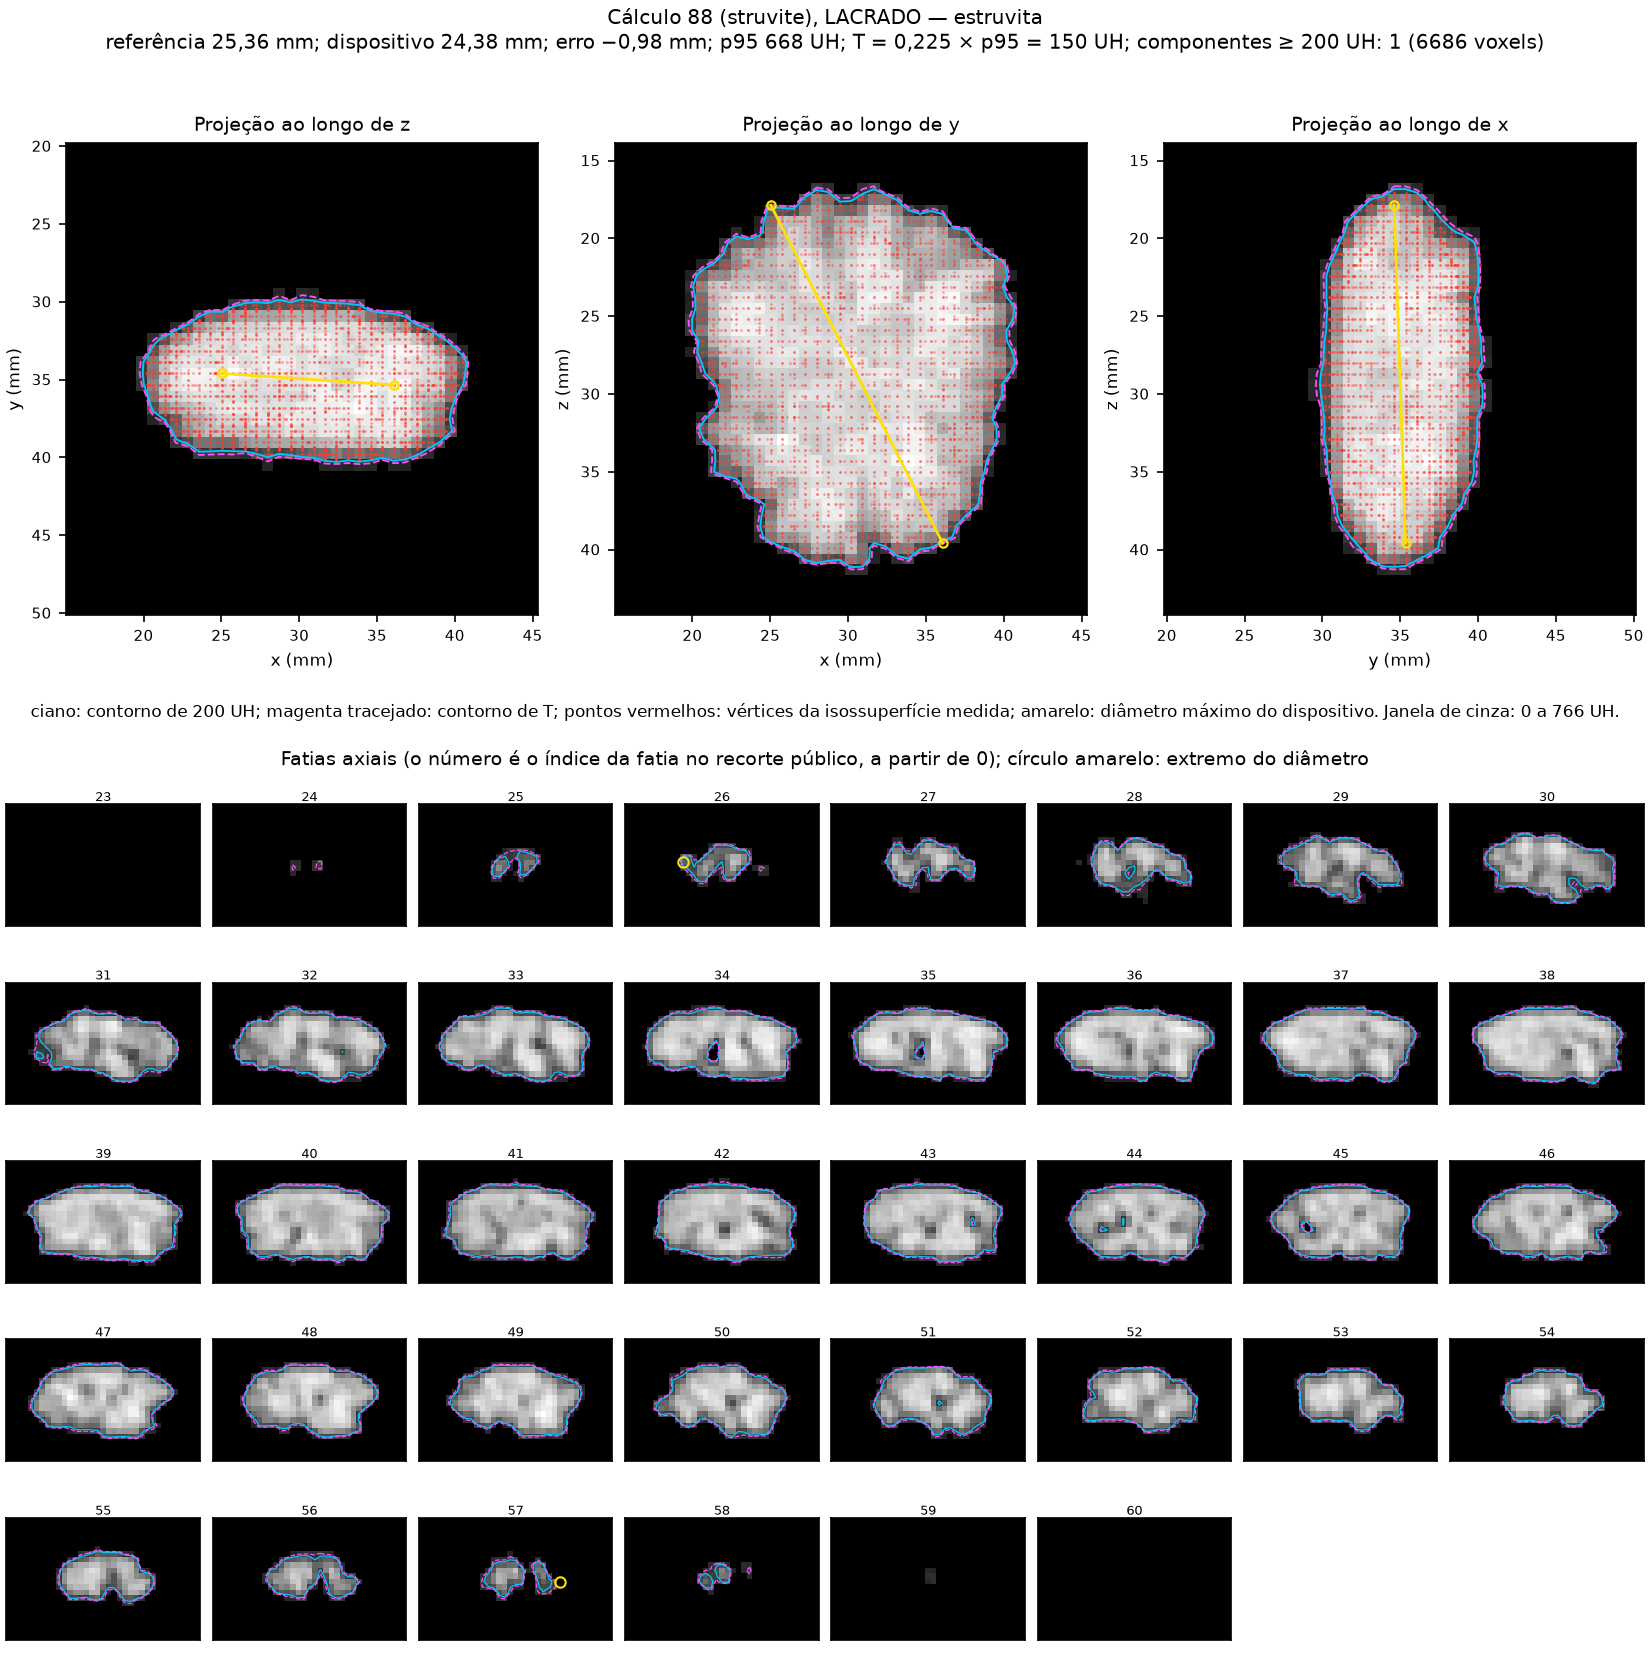 Cálculo 88 (struvite), LACRADO — estruvita
referência 25,36 mm; dispositivo 24,38 mm; erro −0,98 mm; p95 668 UH; T = 0,225 × p95 = 150 UH; componentes ≥ 200 UH: 1 (6686 voxels)
Projeção ao longo de z
Projeção ao longo de y
Projeção ao longo de x
20
25
30
35
40
45
50
y (mm)
20 25 30 35 40 45
x (mm)
15
20
25
30
35
40
z (mm)
20 25 30 35 40 45
x (mm)
15
20
25
30
35
40
z (mm)
20 25 30 35 40 45 50
y (mm)
ciano: contorno de 200 UH; magenta tracejado: contorno de T; pontos vermelhos: vértices da isossuperfície medida; amarelo: diâmetro máximo do dispositivo. Janela de cinza: 0 a 766 UH.
Fatias axiais (o número é o índice da fatia no recorte público, a partir de 0); círculo amarelo: extremo do diâmetro
23 24 25 26 27 28 29 30
31 32 33 34 35 36 37 38
39 40 41 42 43 44 45 46
47 48 49 50 51 52 53 54
55 56 57 58 59 60